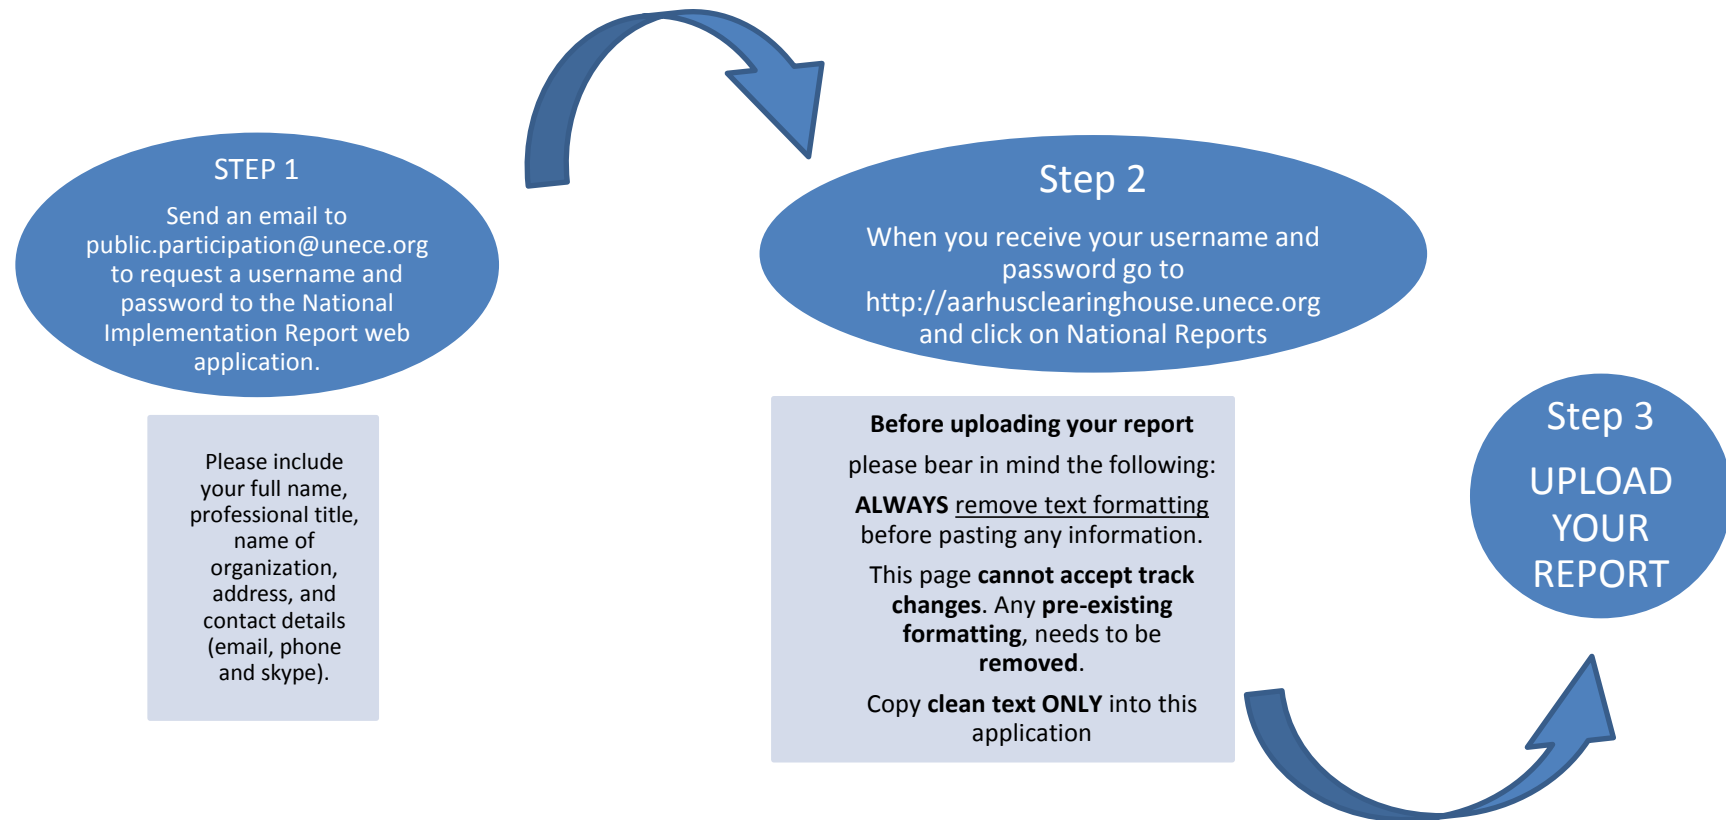 STEP 1
Send an email to
public.participation@unece.org
to request a username and
password to the National
Implementation Report web
application.
Please include
your full name,
professional title,
name of
organization,
address, and
contact details
(email, phone
and skype).
Step 2
When you receive your username and
password go to
http://aarhusclearinghouse.unece.org
and click on National Reports
Before uploading your report
please bear in mind the following:
ALWAYS remove text formatting
before pasting any information.
This page cannot accept track
changes. Any pre-existing
formatting, needs to be
removed.
Copy clean text ONLY into this
application
Step 3
UPLOAD
YOUR
REPORT